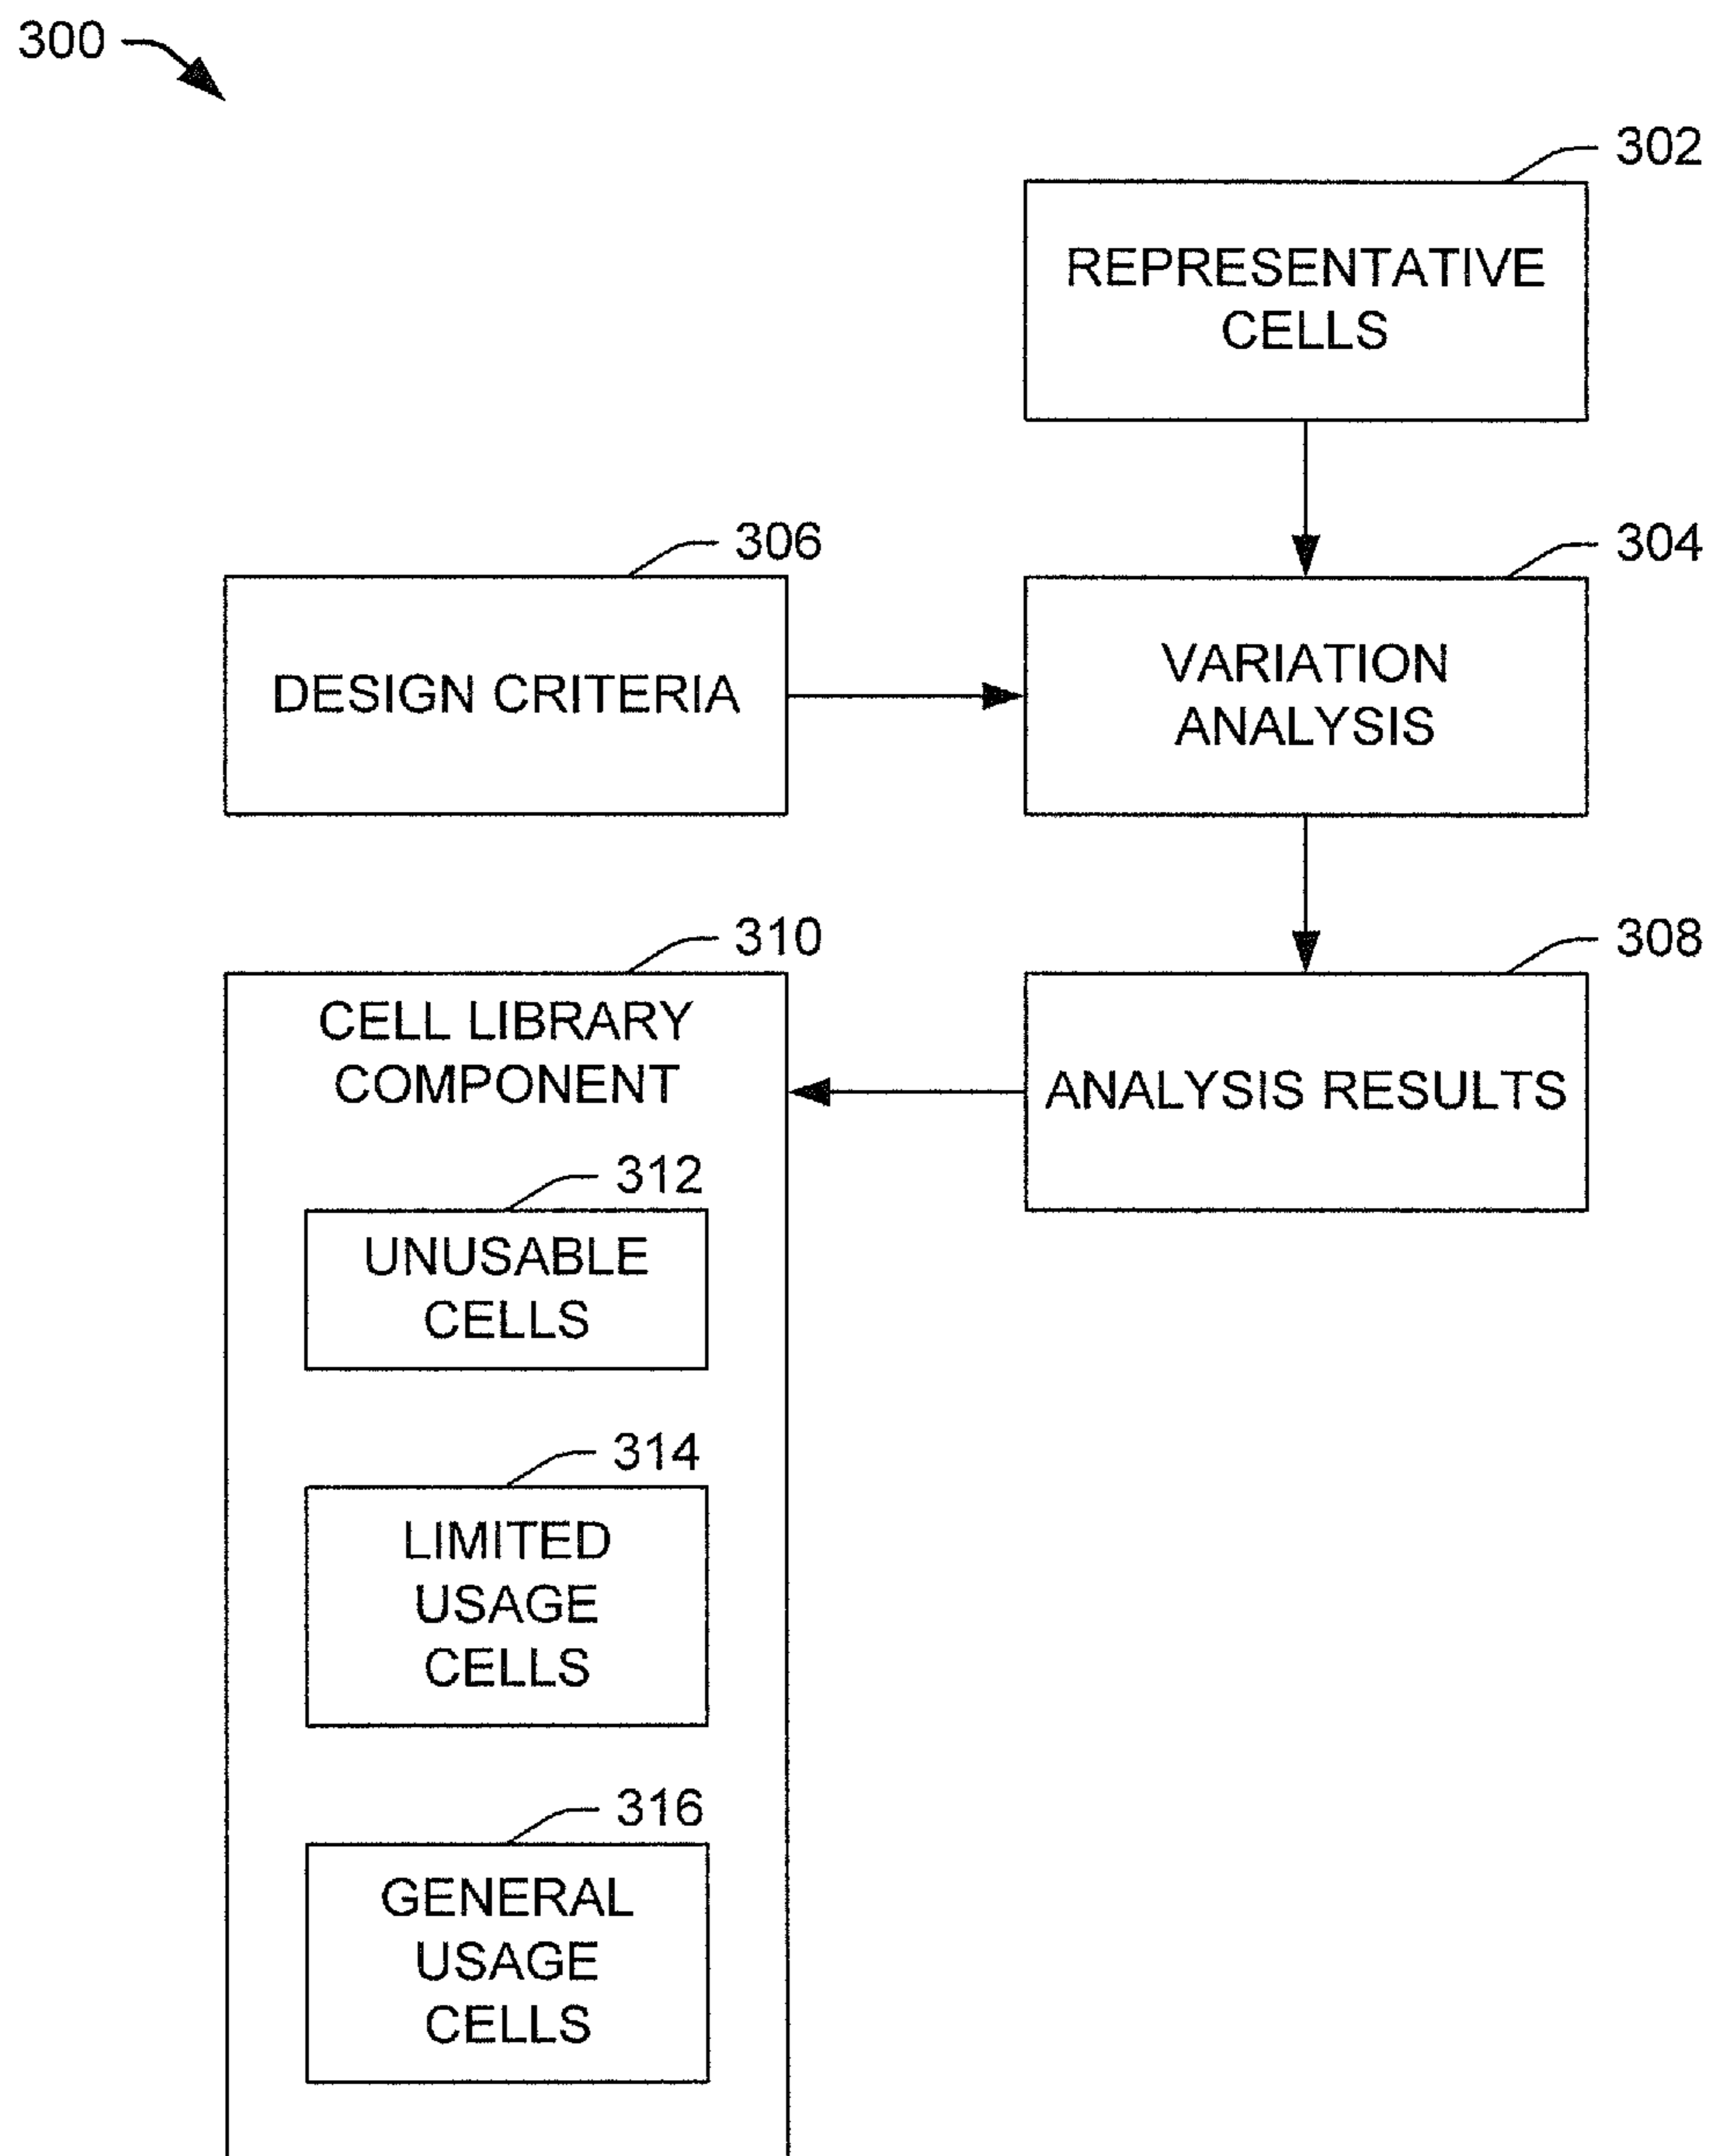 300
302
REPRESENTATIVE
CELLS
306
304
DESIGN CRITERIA
VARIATION
ANALYSIS
310
308
CELL LIBRARY
COMPONENT
ANALYSIS RESULTS
312
UNUSABLE
CELLS
314
LIMITED
USAGE
CELLS
316
GENERAL
USAGE
CELLS